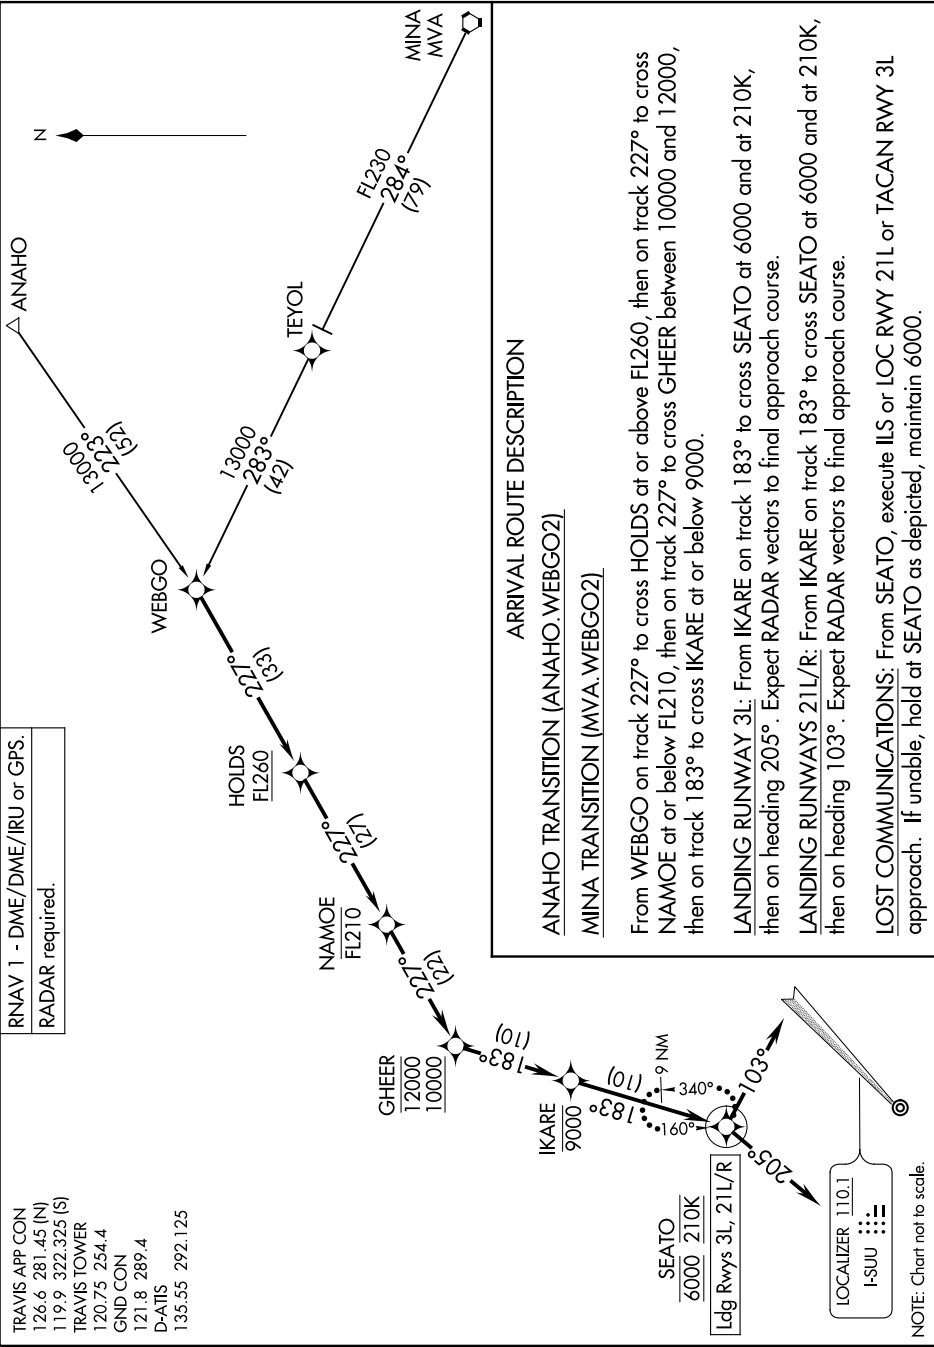 TRAVIS APP CON
126.6 281.45 (N)
119.9 322.325 (S)
TRAVIS TOWER
120.75 254.4
GND CON
121.8 289.4
D-ATIS
135.55 292.125
RNAV 1 - DME/DME/IRU or GPS.
RADAR required.
N
ANAHO
13000
223°
(52)
MINA
MVA
FL230
284°
(79)
TEYOL
13000
283°
(42)
WEBGO
227°
(33)
HOLDS
FL260
227°
(27)
NAMOE
FL210
227°
(22)
GHEER
12000
10000
183°
(10)
IKARE
9000
183°
(10)
9 NM
340°
160°
SEATO
6000 210K
Ldg Rwys 3L, 21L/R
103°
205°
LOCALIZER 110.1
I-SUU
NOTE: Chart not to scale.
ARRIVAL ROUTE DESCRIPTION
ANAHO TRANSITION (ANAHO.WEBGO2)
MINA TRANSITION (MVA.WEBGO2)
From WEBGO on track 227° to cross HOLDS at or above FL260, then on track 227° to cross
NAMOE at or below FL210, then on track 227° to cross GHEER between 10000 and 12000,
then on track 183° to cross IKARE at or below 9000.
LANDING RUNWAY 3L: From IKARE on track 183° to cross SEATO at 6000 and at 210K,
then on heading 205°. Expect RADAR vectors to final approach course.
LANDING RUNWAYS 21L/R: From IKARE on track 183° to cross SEATO at 6000 and at 210K,
then on heading 103°. Expect RADAR vectors to final approach course.
LOST COMMUNICATIONS: From SEATO, execute ILS or LOC RWY 21L or TACAN RWY 3L
approach. If unable, hold at SEATO as depicted, maintain 6000.